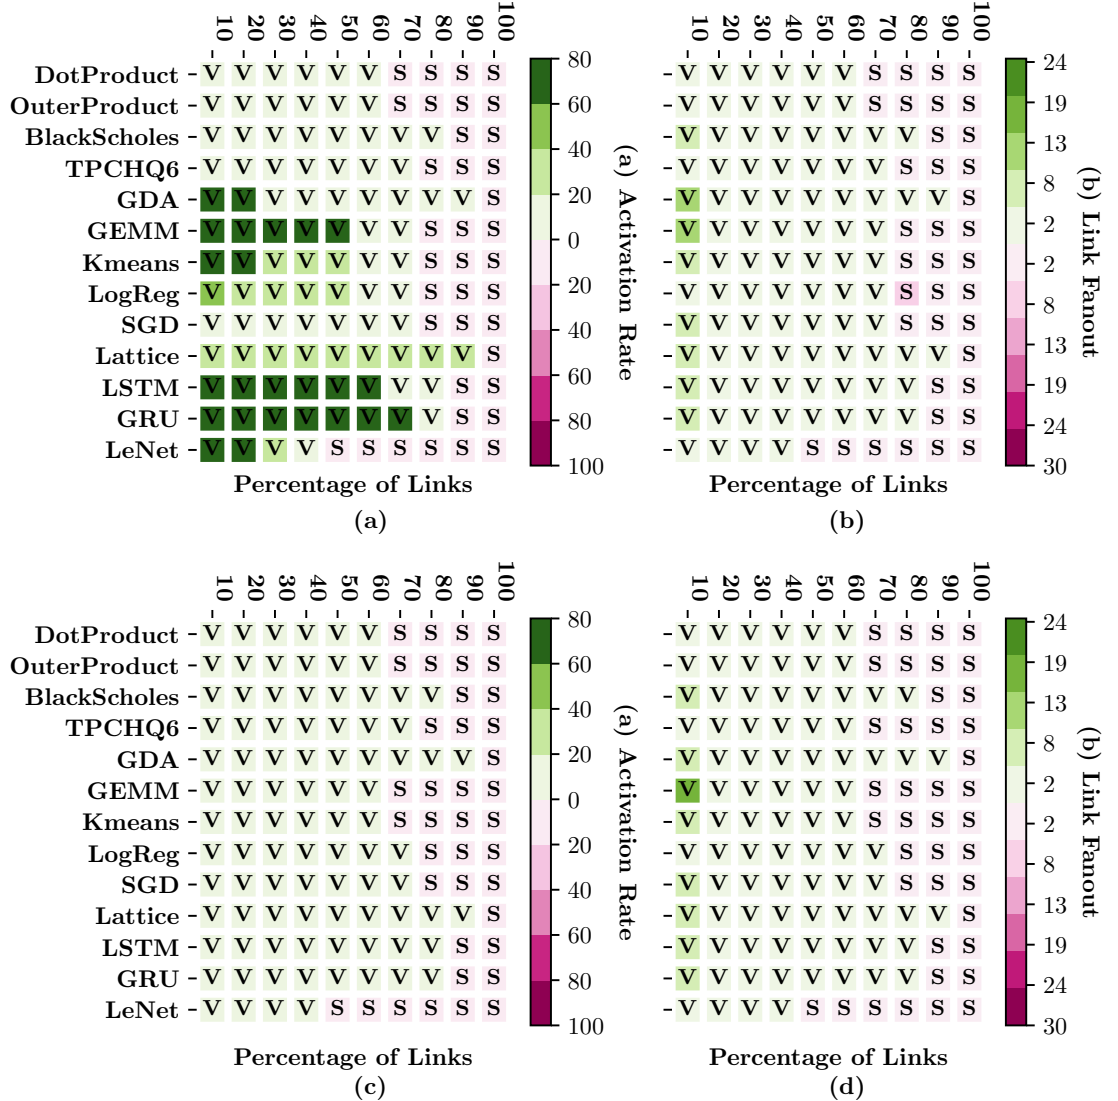 10 20 30 40 50 60 70 80 90 100
DotProduct V V V V V V S S S S
OuterProduct V V V V V V S S S S
BlackScholes V V V V V V V V S S
TPCHQ6 V V V V V V V S S S
GDA V V V V V V V V V S
GEMM V V V V V V V S S S
Kmeans V V V V V V V S S S
LogReg V V V V V V V S S S
SGD V V V V V V V S S S
Lattice V V V V V V V V V S
LSTM V V V V V V V V S S
GRU V V V V V V V V S S
LeNet V V V V S S S S S S
Percentage of Links
(a)
80
60
40
20
0
20
40
60
80
100
(a) Activation Rate
10 20 30 40 50 60 70 80 90 100
V V V V V V S S S S
V V V V V V S S S S
V V V V V V V V S S
V V V V V V V S S S
V V V V V V V V V S
V V V V V V V S S S
V V V V V V V S S S
V V V V V V V S S S
V V V V V V V S S S
V V V V V V V V V S
V V V V V V V V S S
V V V V V V V V S S
V V V V S S S S S S
Percentage of Links
(b)
24
19
13
8
2
2
8
13
19
24
30
(b) Link Fanout
10 20 30 40 50 60 70 80 90 100
DotProduct V V V V V V S S S S
OuterProduct V V V V V V S S S S
BlackScholes V V V V V V V V S S
TPCHQ6 V V V V V V V S S S
GDA V V V V V V V V V S
GEMM V V V V V V S S S S
Kmeans V V V V V V S S S S
LogReg V V V V V V V S S S
SGD V V V V V V V S S S
Lattice V V V V V V V V V S
LSTM V V V V V V V V S S
GRU V V V V V V V V S S
LeNet V V V V S S S S S S
Percentage of Links
(c)
80
60
40
20
0
20
40
60
80
100
(a) Activation Rate
10 20 30 40 50 60 70 80 90 100
V V V V V V S S S S
V V V V V V S S S S
V V V V V V V V S S
V V V V V V S S S S
V V V V V V V V V S
V V V V V V S S S S
V V V V V V S S S S
V V V V V V V S S S
V V V V V V V S S S
V V V V V V V V V S
V V V V V V V V S S
V V V V V V V V S S
V V V V S S S S S S
Percentage of Links
(d)
24
19
13
8
2
2
8
13
19
24
30
(b) Link Fanout